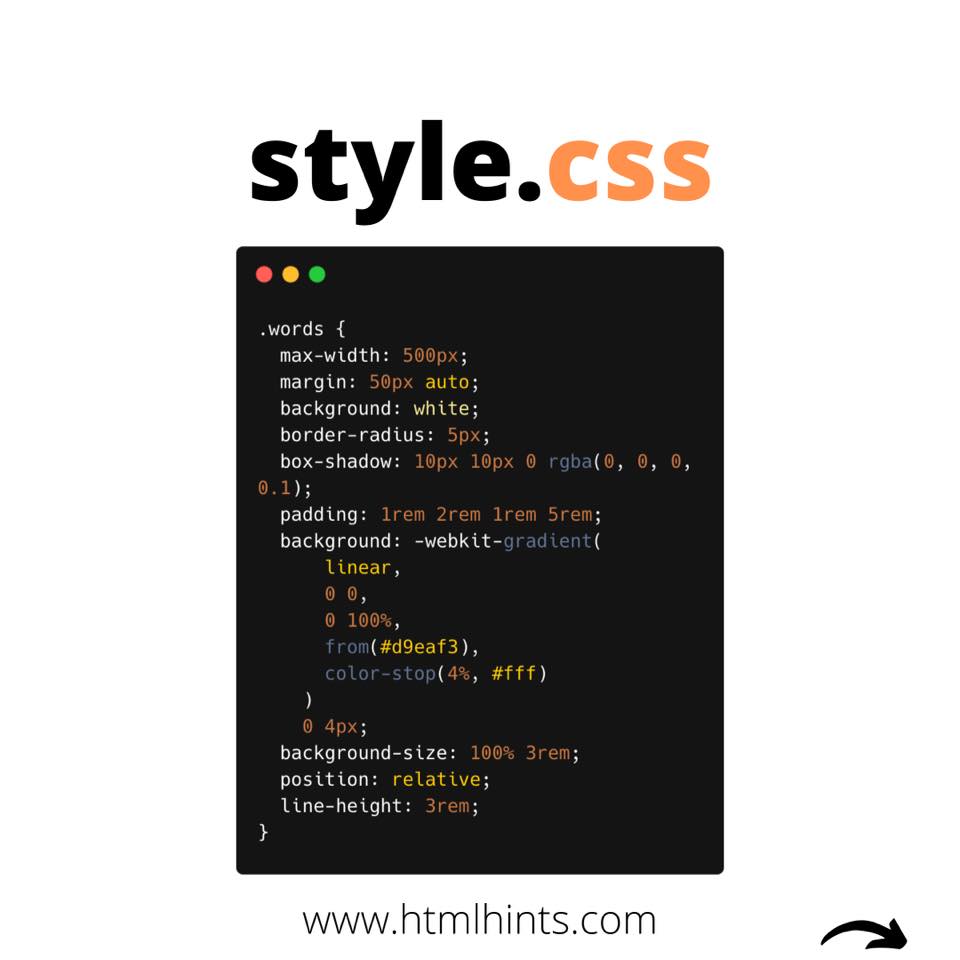 style.css
.words {
  max-width: 500px;
  margin: 50px auto;
  background: white;
  border-radius: 5px;
  box-shadow: 10px 10px 0 rgba(0, 0, 0,
0.1);
  padding: 1rem 2rem 1rem 5rem;
  background: -webkit-gradient(
      linear,
      0 0,
      0 100%,
      from(#d9eaf3),
      color-stop(4%, #fff)
    )
    0 4px;
  background-size: 100% 3rem;
  position: relative;
  line-height: 3rem;
}
www.htmlhints.com